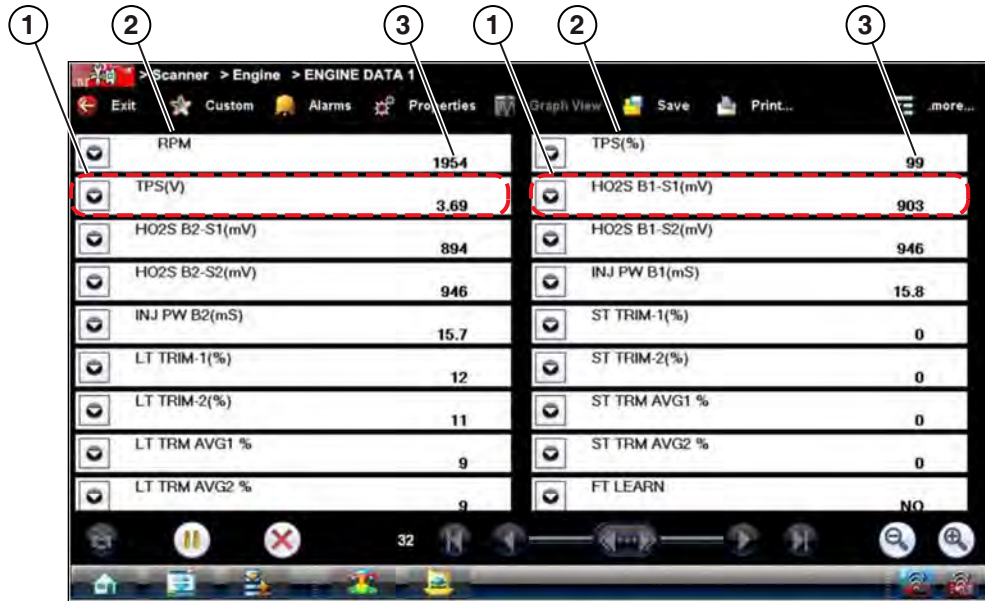 1 2 3 1 2 3
> Scanner > Engine > ENGINE DATA 1
Exit Custom Alarms Properties Graph View Save Print... .more...
RPM 1954 TPS(%) 99
TPS(V) 3.69 HO2S B1-S1(mV) 903
HO2S B2-S1(mV) 894 HO2S B1-S2(mV) 946
HO2S B2-S2(mV) 946 INJ PW B1(mS) 15.8
INJ PW B2(mS) 15.7 ST TRIM-1(%) 0
LT TRIM-1(%) 12 ST TRIM-2(%) 0
LT TRIM-2(%) 11 ST TRM AVG1 % 0
LT TRM AVG1 % 9 ST TRM AVG2 % 0
LT TRM AVG2 % 9 FT LEARN NO
32